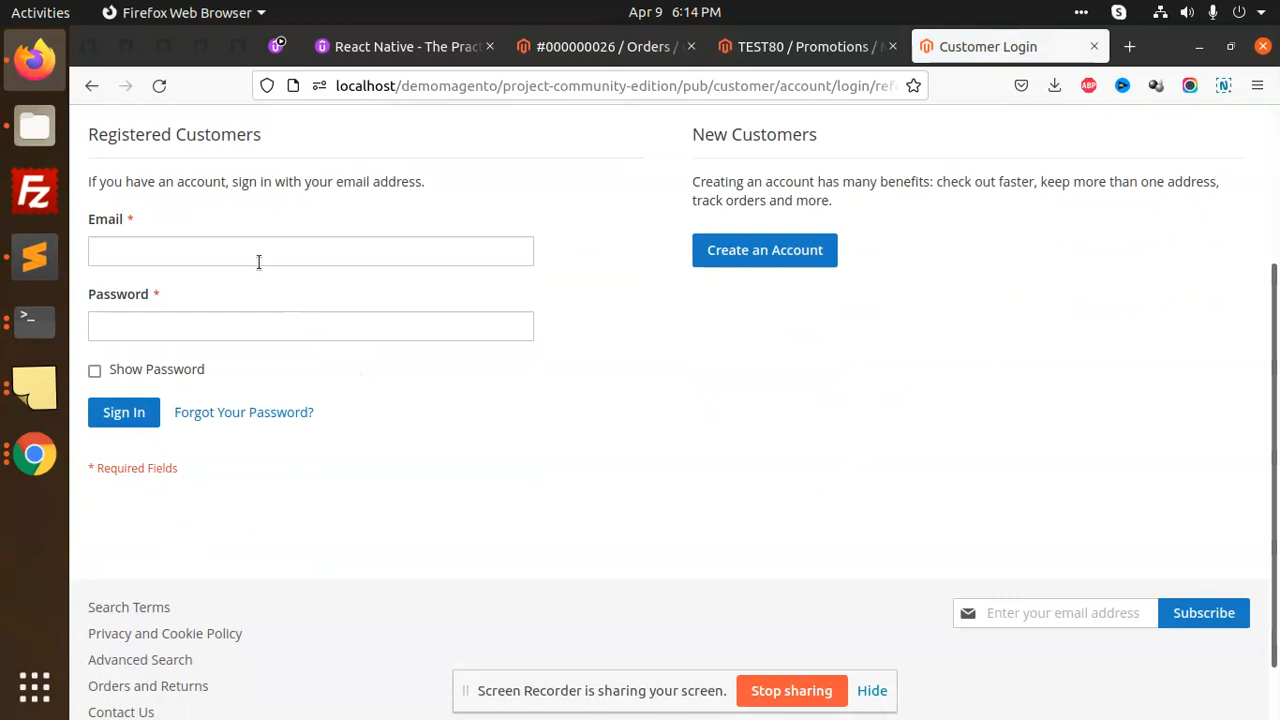 Activities
Firefox Web Browser
Apr 9 6:14 PM
React Native - The Prac
#000000026 / Orders /
TEST80 / Promotions /
Customer Login
localhost/demomagento/project-community-edition/pub/customer/account/login/ref
ABP
N
Fz
Registered Customers
New Customers
If you have an account, sign in with your email address.
Creating an account has many benefits: check out faster, keep more than one address,
track orders and more.
Email *
Create an Account
Password *
Show Password
Sign In
Forgot Your Password?
* Required Fields
Search Terms
Privacy and Cookie Policy
Advanced Search
Orders and Returns
Contact Us
Enter your email address
Subscribe
Screen Recorder is sharing your screen.
Stop sharing
Hide